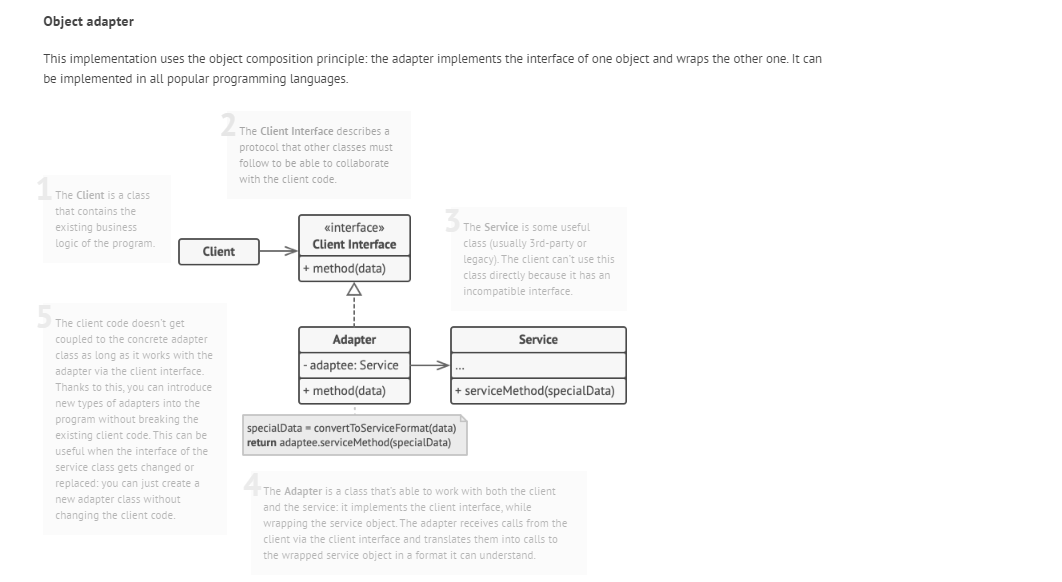 Object adapter
This implementation uses the object composition principle: the adapter implements the interface of one object and wraps the other one. It can
be implemented in all popular programming languages.
2
The Client Interface describes a
protocol that other classes must
follow to be able to collaborate
with the client code.
1
The Client is a class
that contains the
existing business
logic of the program.
Client
«interface»
Client Interface
+ method(data)
3
The Service is some useful
class (usually 3rd-party or
legacy). The client can't use this
class directly because it has an
incompatible interface.
5
The client code doesn't get
coupled to the concrete adapter
class as long as it works with the
adapter via the client interface.
Thanks to this, you can introduce
new types of adapters into the
program without breaking the
existing client code. This can be
useful when the interface of the
service class gets changed or
replaced: you can just create a
new adapter class without
changing the client code.
Adapter
- adaptee: Service
+ method(data)
Service
...
+ serviceMethod(specialData)
specialData = convertToServiceFormat(data)
return adaptee.serviceMethod(specialData)
4
The Adapter is a class that's able to work with both the client
and the service: it implements the client interface, while
wrapping the service object. The adapter receives calls from the
client via the client interface and translates them into calls to
the wrapped service object in a format it can understand.